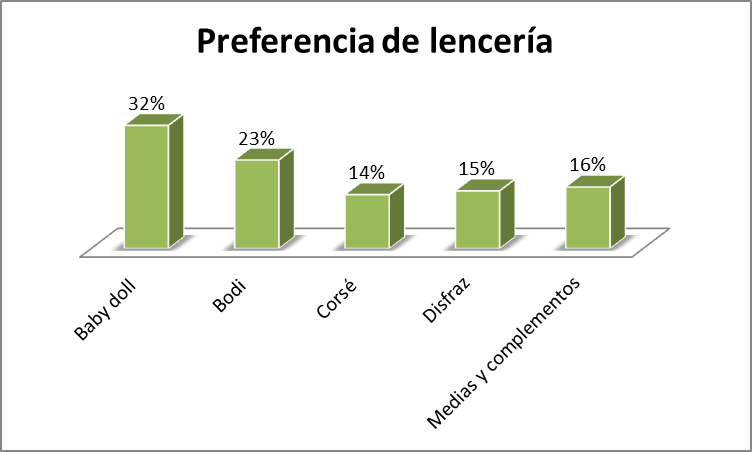 Preferencia de lencería
32%
23%
14%
15%
16%
Baby doll
Bodi
Corsé
Disfraz
Medias y complementos